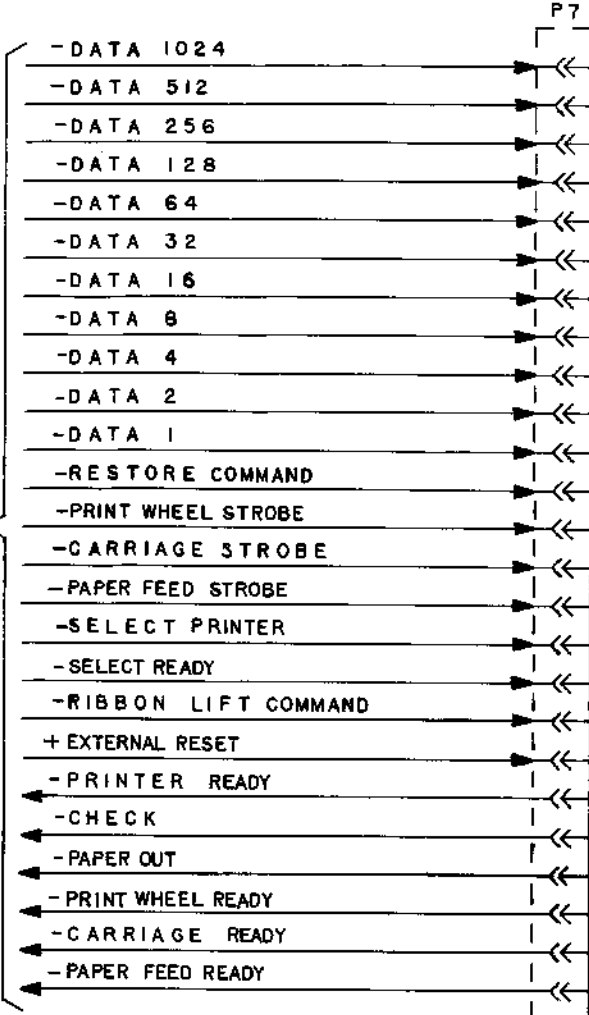 P7
-DATA 1024
-DATA 512
-DATA 256
-DATA 128
-DATA 64
-DATA 32
-DATA 16
-DATA 8
-DATA 4
-DATA 2
-DATA 1
-RESTORE COMMAND
-PRINT WHEEL STROBE
-CARRIAGE STROBE
-PAPER FEED STROBE
-SELECT PRINTER
-SELECT READY
-RIBBON LIFT COMMAND
+EXTERNAL RESET
-PRINTER READY
-CHECK
-PAPER OUT
-PRINT WHEEL READY
-CARRIAGE READY
-PAPER FEED READY